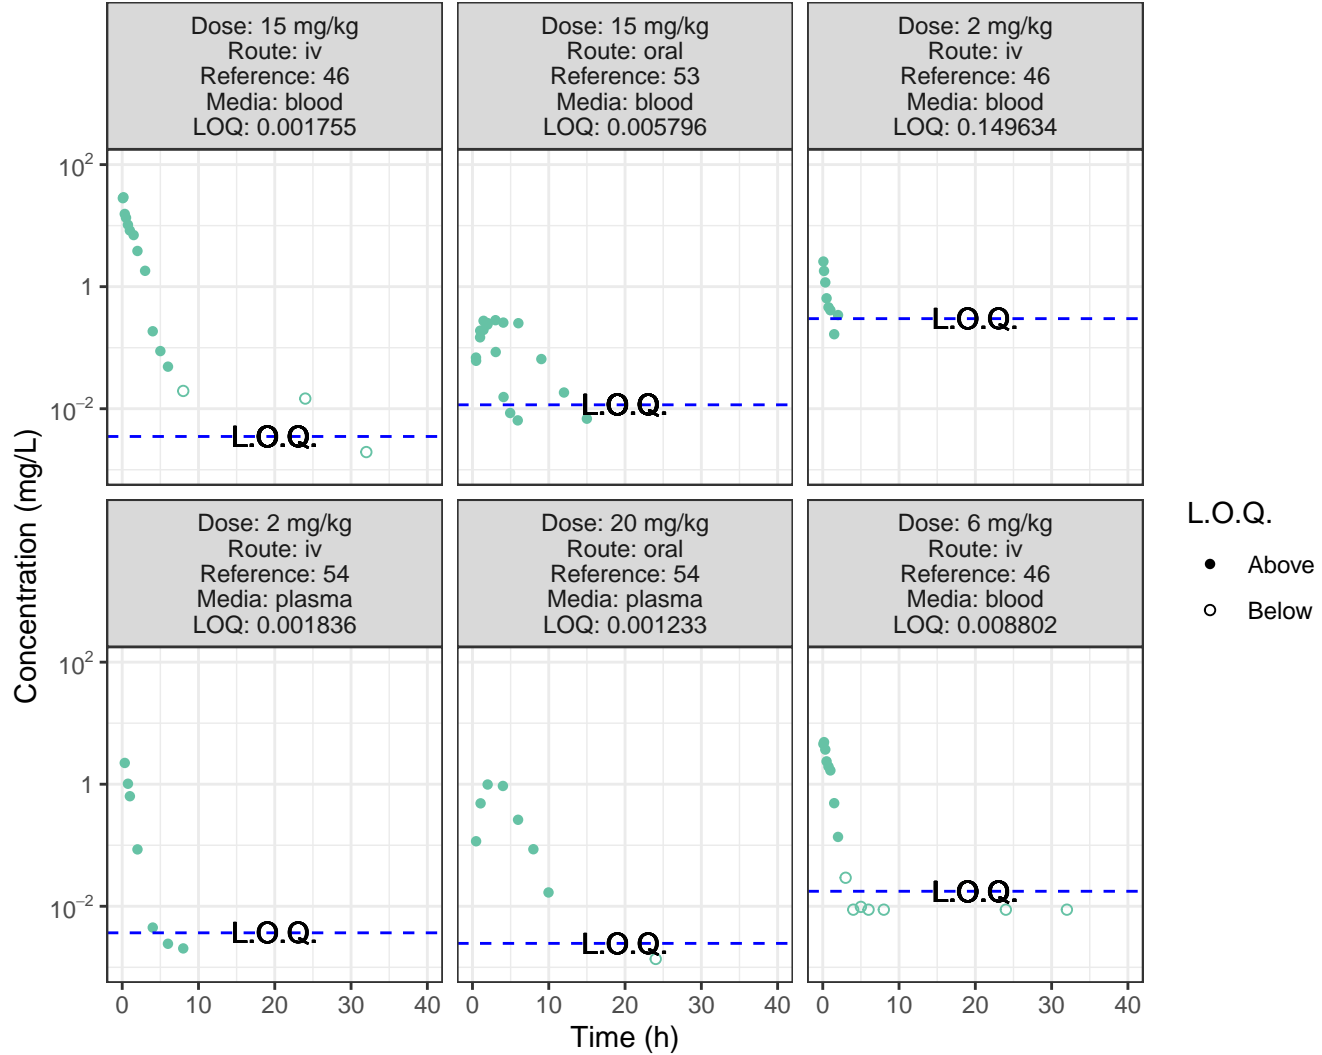 Dose: 15 mg/kg
Route: iv
Reference: 46
Media: blood
LOQ: 0.001755
Dose: 15 mg/kg
Route: oral
Reference: 53
Media: blood
LOQ: 0.005796
Dose: 2 mg/kg
Route: iv
Reference: 46
Media: blood
LOQ: 0.149634
10²
1
10⁻²
L.O.Q.
L.O.Q.
L.O.Q.
Dose: 2 mg/kg
Route: iv
Reference: 54
Media: plasma
LOQ: 0.001836
Dose: 20 mg/kg
Route: oral
Reference: 54
Media: plasma
LOQ: 0.001233
Dose: 6 mg/kg
Route: iv
Reference: 46
Media: blood
LOQ: 0.008802
10²
1
10⁻²
L.O.Q.
L.O.Q.
L.O.Q.
0 10 20 30 40
0 10 20 30 40
0 10 20 30 40
Time (h)
Concentration (mg/L)
L.O.Q.
Above
Below